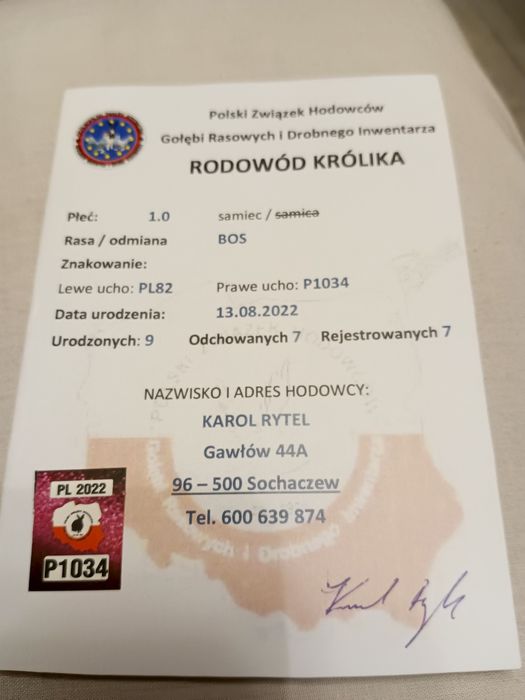 Polski Związek Hodowców
Gołębi Rasowych i Drobnego Inwentarza
RODOWÓD KRÓLIKA
Płeć: 1.0 samiec / samica
Rasa / odmiana BOS
Znakowanie:
Lewe ucho: PL82 Prawe ucho: P1034
Data urodzenia: 13.08.2022
Urodzonych: 9 Odchowanych 7 Rejestrowanych 7
NAZWISKO I ADRES HODOWCY:
KAROL RYTEL
Gawłów 44A
96 – 500 Sochaczew
Tel. 600 639 874
PL 2022
P1034